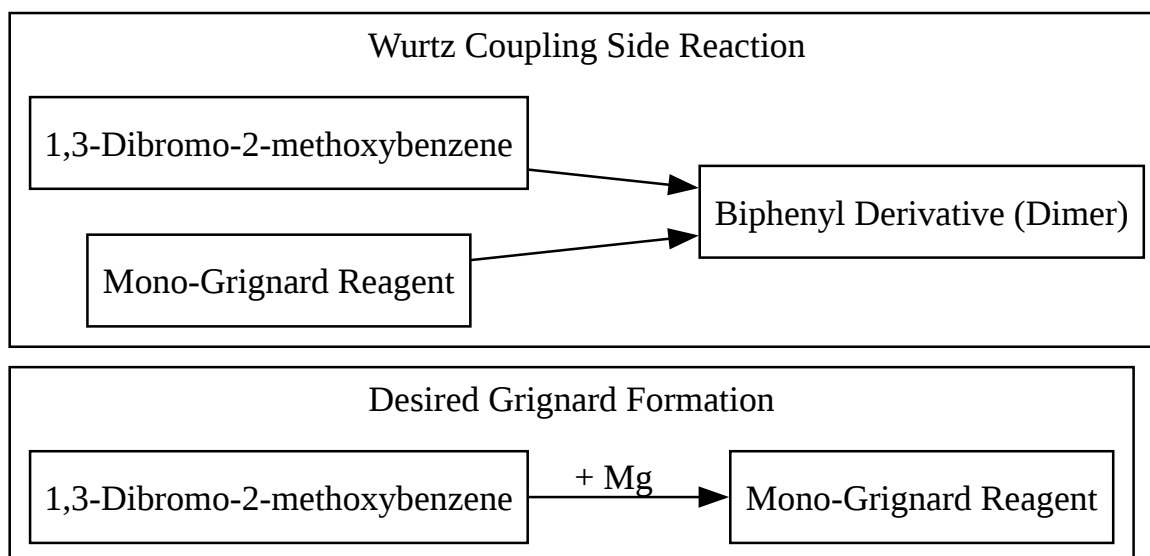 Wurtz Coupling Side Reaction
1,3-Dibromo-2-methoxybenzene
Biphenyl Derivative (Dimer)
Mono-Grignard Reagent
Desired Grignard Formation
1,3-Dibromo-2-methoxybenzene
+ Mg
Mono-Grignard Reagent